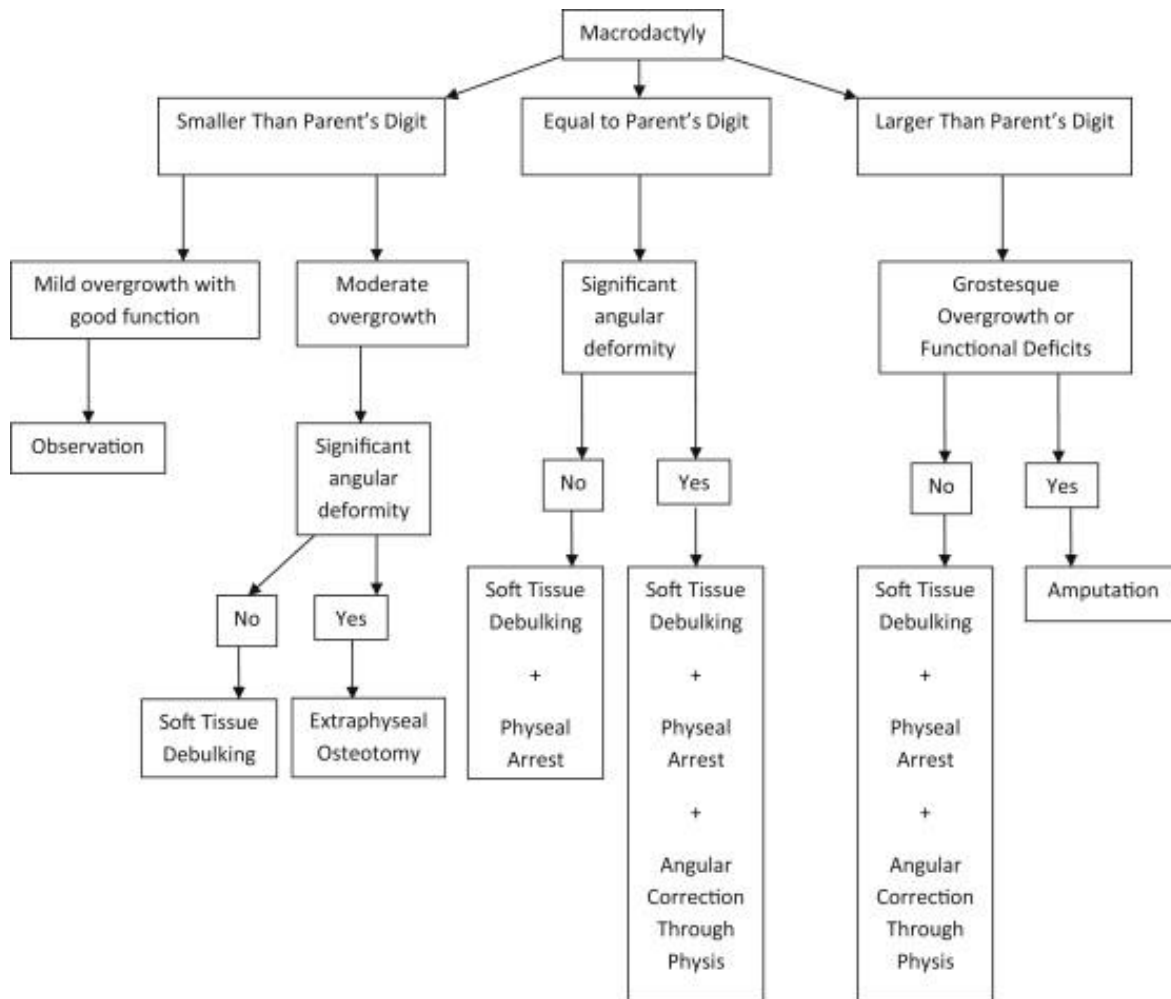 Macrodactyly
Smaller Than Parent’s Digit
Equal to Parent’s Digit
Larger Than Parent’s Digit
Mild overgrowth with
good function
Moderate
overgrowth
Significant
angular
deformity
Grostesque
Overgrowth or
Functional Deficits
Observation
Significant
angular
deformity
No
Yes
No
Yes
No
Yes
Soft Tissue
Debulking
Extraphyseal
Osteotomy
Soft Tissue
Debulking
+
Physeal
Arrest
Soft Tissue
Debulking
+
Physeal
Arrest
+
Angular
Correction
Through
Physis
Soft Tissue
Debulking
+
Physeal
Arrest
+
Angular
Correction
Through
Physis
Amputation